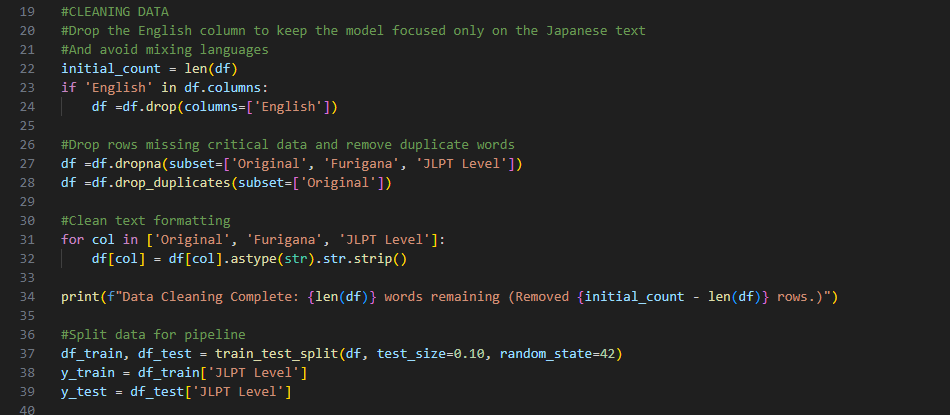 19 #CLEANING DATA
20 #Drop the English column to keep the model focused only on the Japanese text
21 #And avoid mixing languages
22 initial_count = len(df)
23 if 'English' in df.columns:
24     df =df.drop(columns=['English'])
25
26 #Drop rows missing critical data and remove duplicate words
27 df =df.dropna(subset=['Original', 'Furigana', 'JLPT Level'])
28 df =df.drop_duplicates(subset=['Original'])
29
30 #Clean text formatting
31 for col in ['Original', 'Furigana', 'JLPT Level']:
32     df[col] = df[col].astype(str).str.strip()
33
34 print(f"Data Cleaning Complete: {len(df)} words remaining (Removed {initial_count - len(df)} rows.)")
35
36 #Split data for pipeline
37 df_train, df_test = train_test_split(df, test_size=0.10, random_state=42)
38 y_train = df_train['JLPT Level']
39 y_test = df_test['JLPT Level']
40